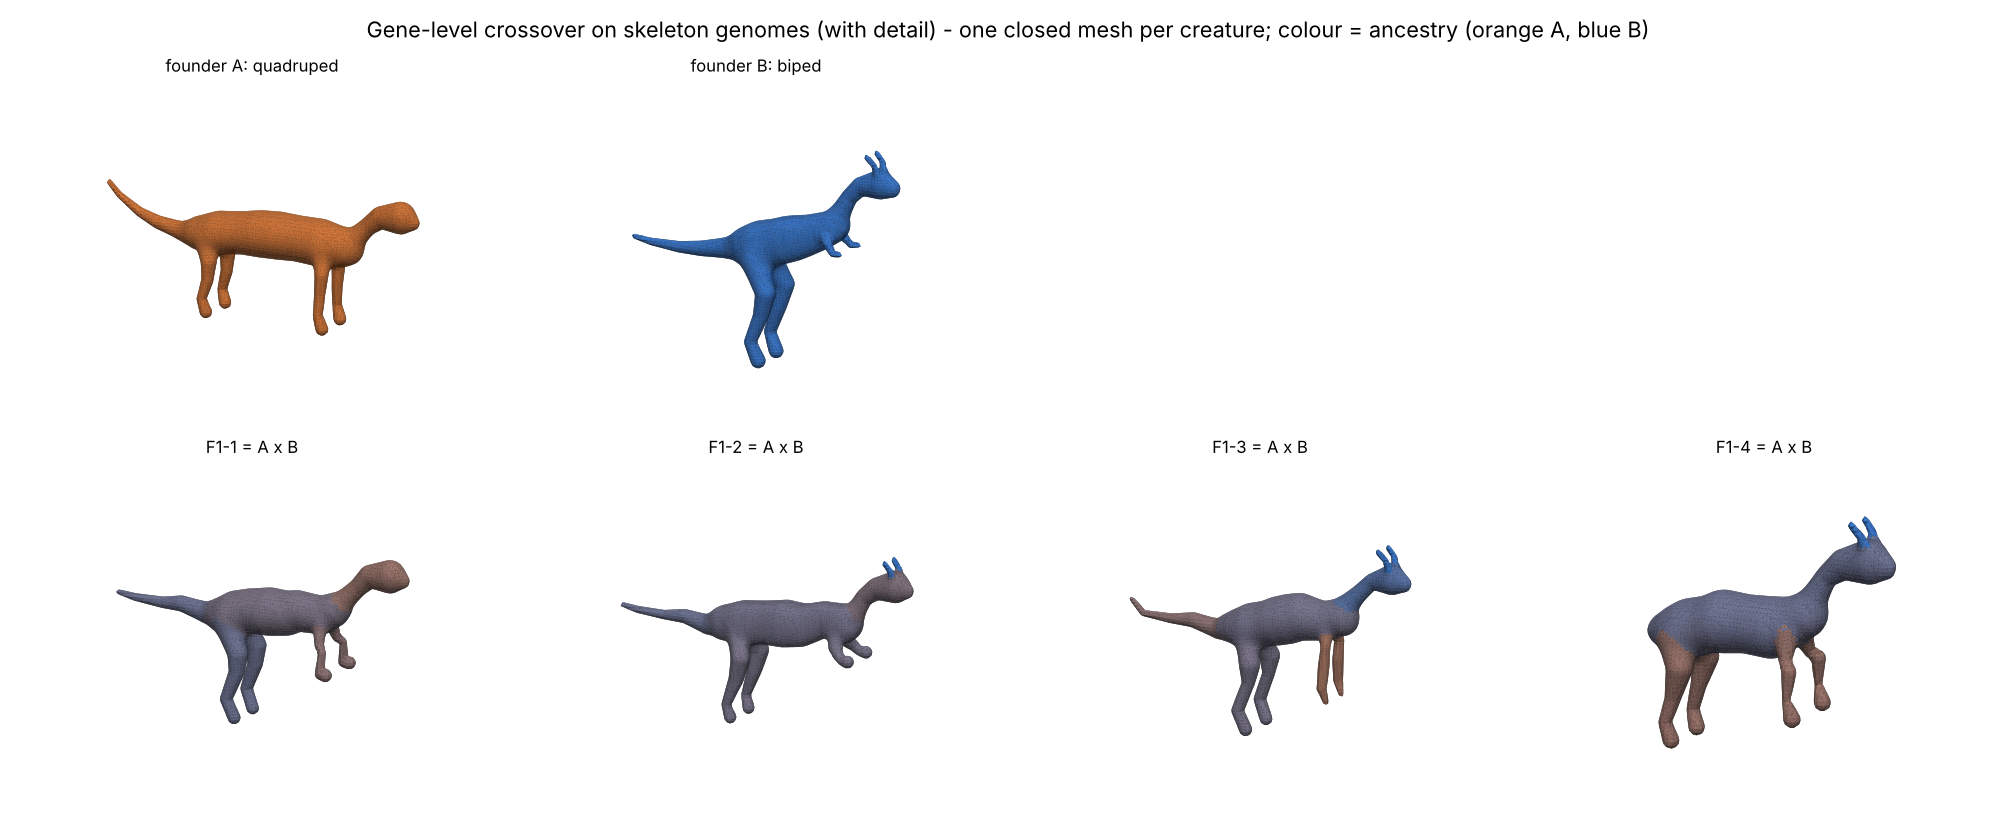 Gene-level crossover on skeleton genomes (with detail) - one closed mesh per creature; colour = ancestry (orange A, blue B)
founder A: quadruped
founder B: biped
F1-1 = A x B
F1-2 = A x B
F1-3 = A x B
F1-4 = A x B